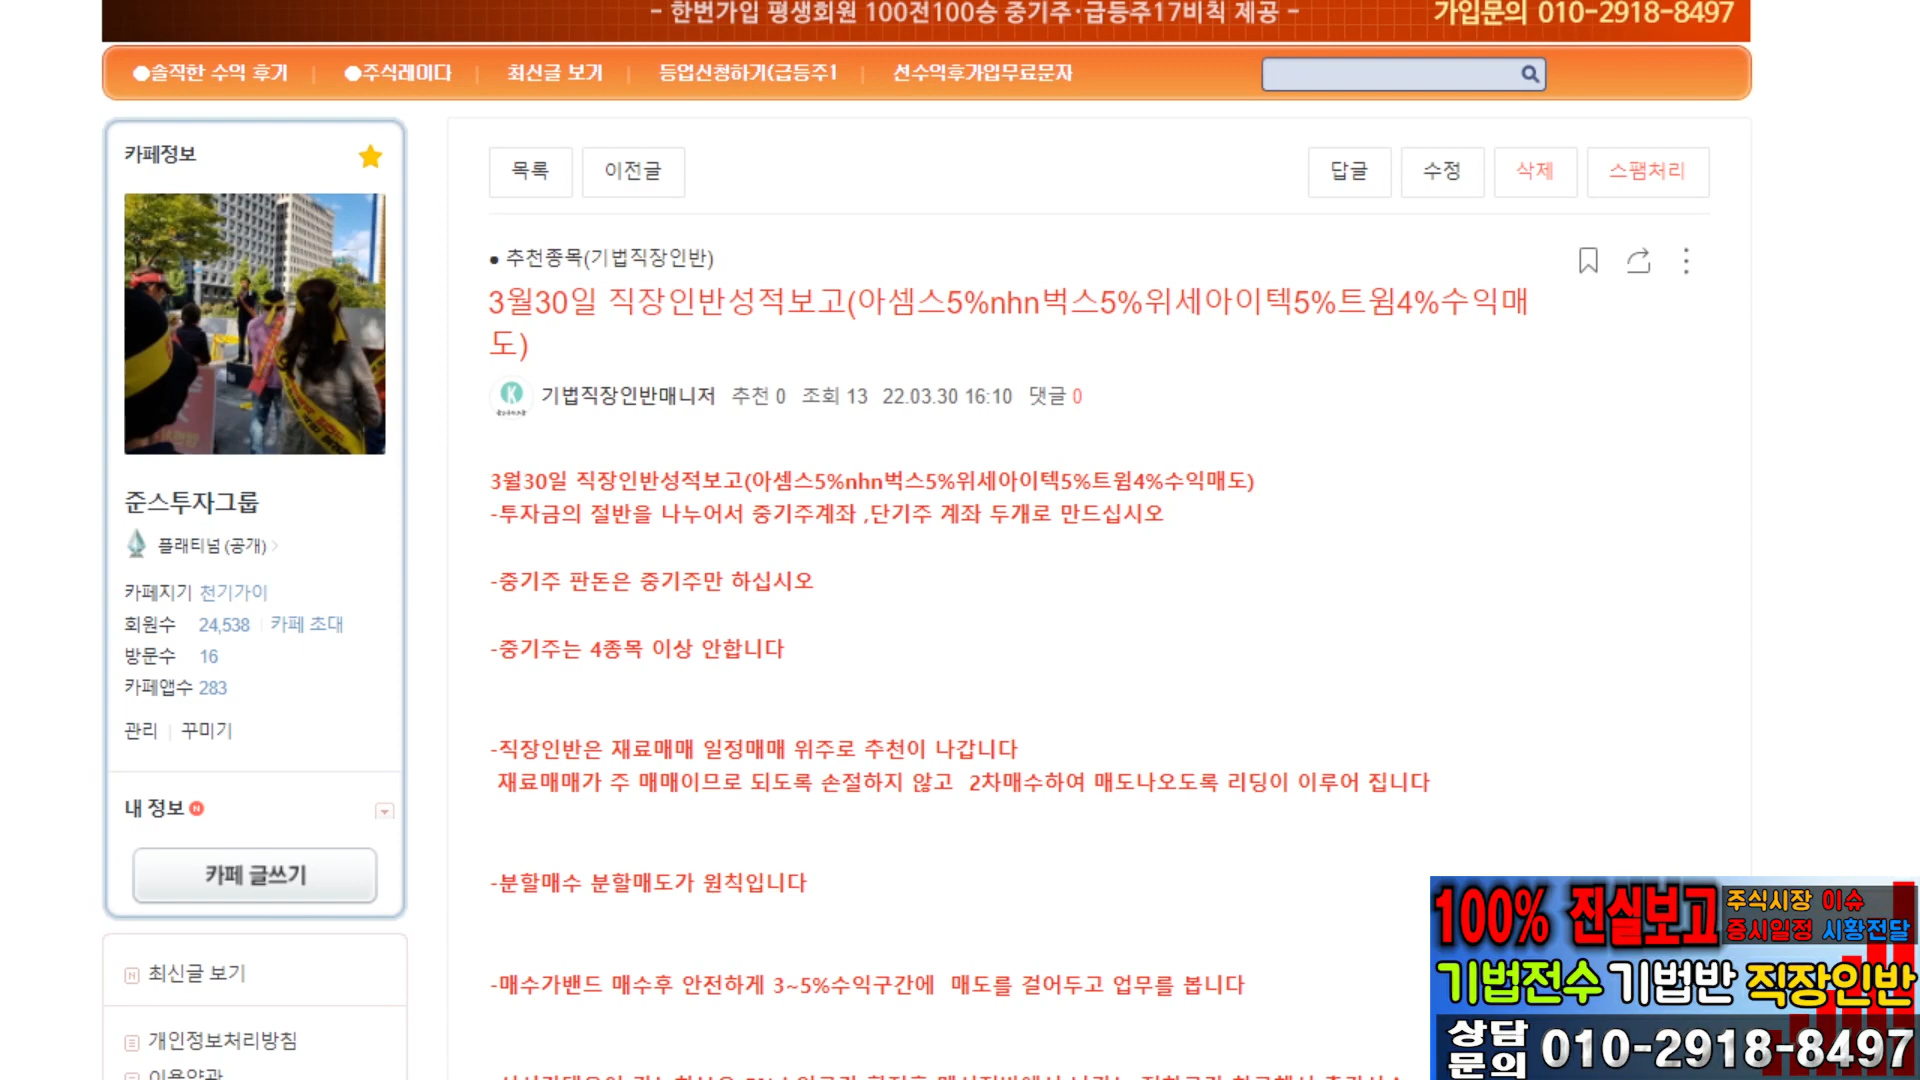 - 한번가입 평생회원 100전100승 중기주·급등주17비칙 제공 -
가입문의 010-2918-8497
●솔직한 수익 후기
●주식레이다
최신글 보기
등업신청하기(급등주1
선수익후가입무료문자
카페정보
준스투자그룹
플래티넘 (공개)
카페지기 천기가이
회원수 24,538 카페 초대
방문수 16
카페앱수 283
관리 꾸미기
내 정보 N
카페 글쓰기
최신글 보기
개인정보처리방침
이용약관
목록
이전글
답글
수정
삭제
스팸처리
● 추천종목(기법직장인반)
3월30일 직장인반성적보고(아셈스5%nhn벅스5%위세아이텍5%트윔4%수익매
도)
기법직장인반매니저 추천 0 조회 13 22.03.30 16:10 댓글 0
3월30일 직장인반성적보고(아셈스5%nhn벅스5%위세아이텍5%트윔4%수익매도)
-투자금의 절반을 나누어서 중기주계좌 ,단기주 계좌 두개로 만드십시오
-중기주 판돈은 중기주만 하십시오
-중기주는 4종목 이상 안합니다
-직장인반은 재료매매 일정매매 위주로 추천이 나갑니다
재료매매가 주 매매이므로 되도록 손절하지 않고 2차매수하여 매도나오도록 리딩이 이루어 집니다
-분할매수 분할매도가 원칙입니다
-매수가밴드 매수후 안전하게 3~5%수익구간에 매도를 걸어두고 업무를 봅니다
100% 진실보고
주식시장 이슈
증시일정 시황전달
기법전수 기법반 직장인반
상담
문의 010-2918-8497